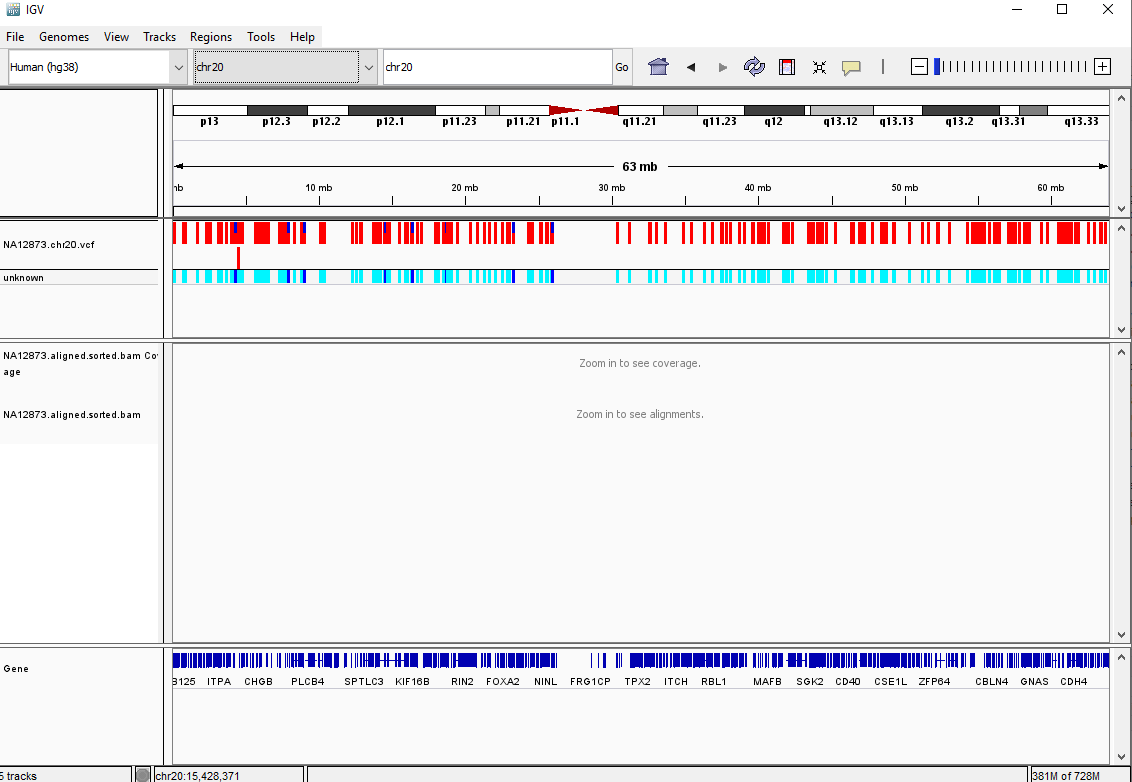 IGV
File Genomes View Tracks Regions Tools Help
Human (hg38) chr20 chr20 Go
p13 p12.3 p12.2 p12.1 p11.23 p11.21 p11.1 q11.21 q11.23 q12 q13.12 q13.13 q13.2 q13.31 q13.33
63 mb
mb 10 mb 20 mb 30 mb 40 mb 50 mb 60 mb
NA12873.chr20.vcf
unknown
NA12873.aligned.sorted.bam Co
age
Zoom in to see coverage.
NA12873.aligned.sorted.bam
Zoom in to see alignments.
Gene
B125 ITPA CHGB PLCB4 SPTLC3 KIF16B RIN2 FOXA2 NINL FRG1CP TPX2 ITCH RBL1 MAFB SGK2 CD40 CSE1L ZFP64 CBLN4 GNAS CDH4
5 tracks chr20:15,428,371 381M of 728M